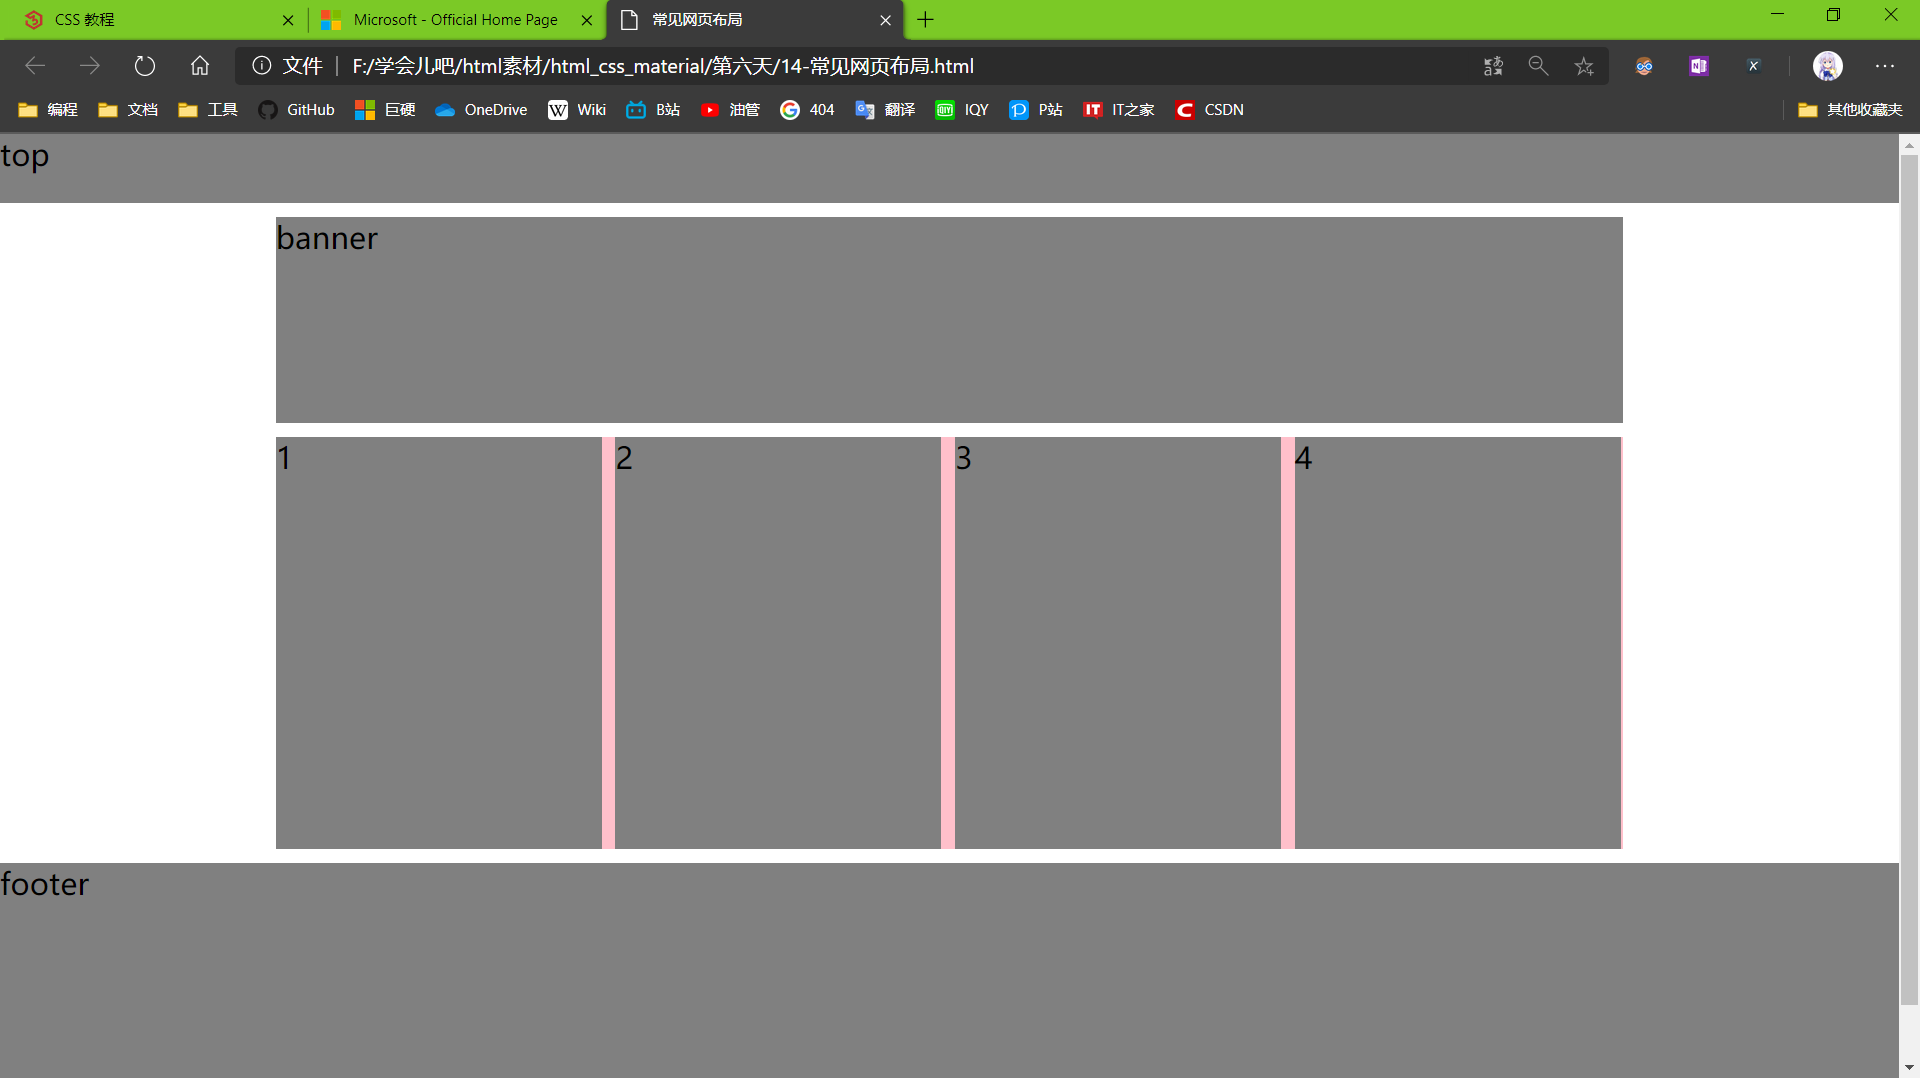 CSS 教程
Microsoft - Official Home Page
常见网页布局
文件 | F:/学会儿吧/html素材/html_css_material/第六天/14-常见网页布局.html
编程 文档 工具 GitHub 巨硬 OneDrive W Wiki B站 油管 G 404 翻译 iQIY IQY P站 IT IT之家 C CSDN 其他收藏夹
top
banner
1 2 3 4
footer